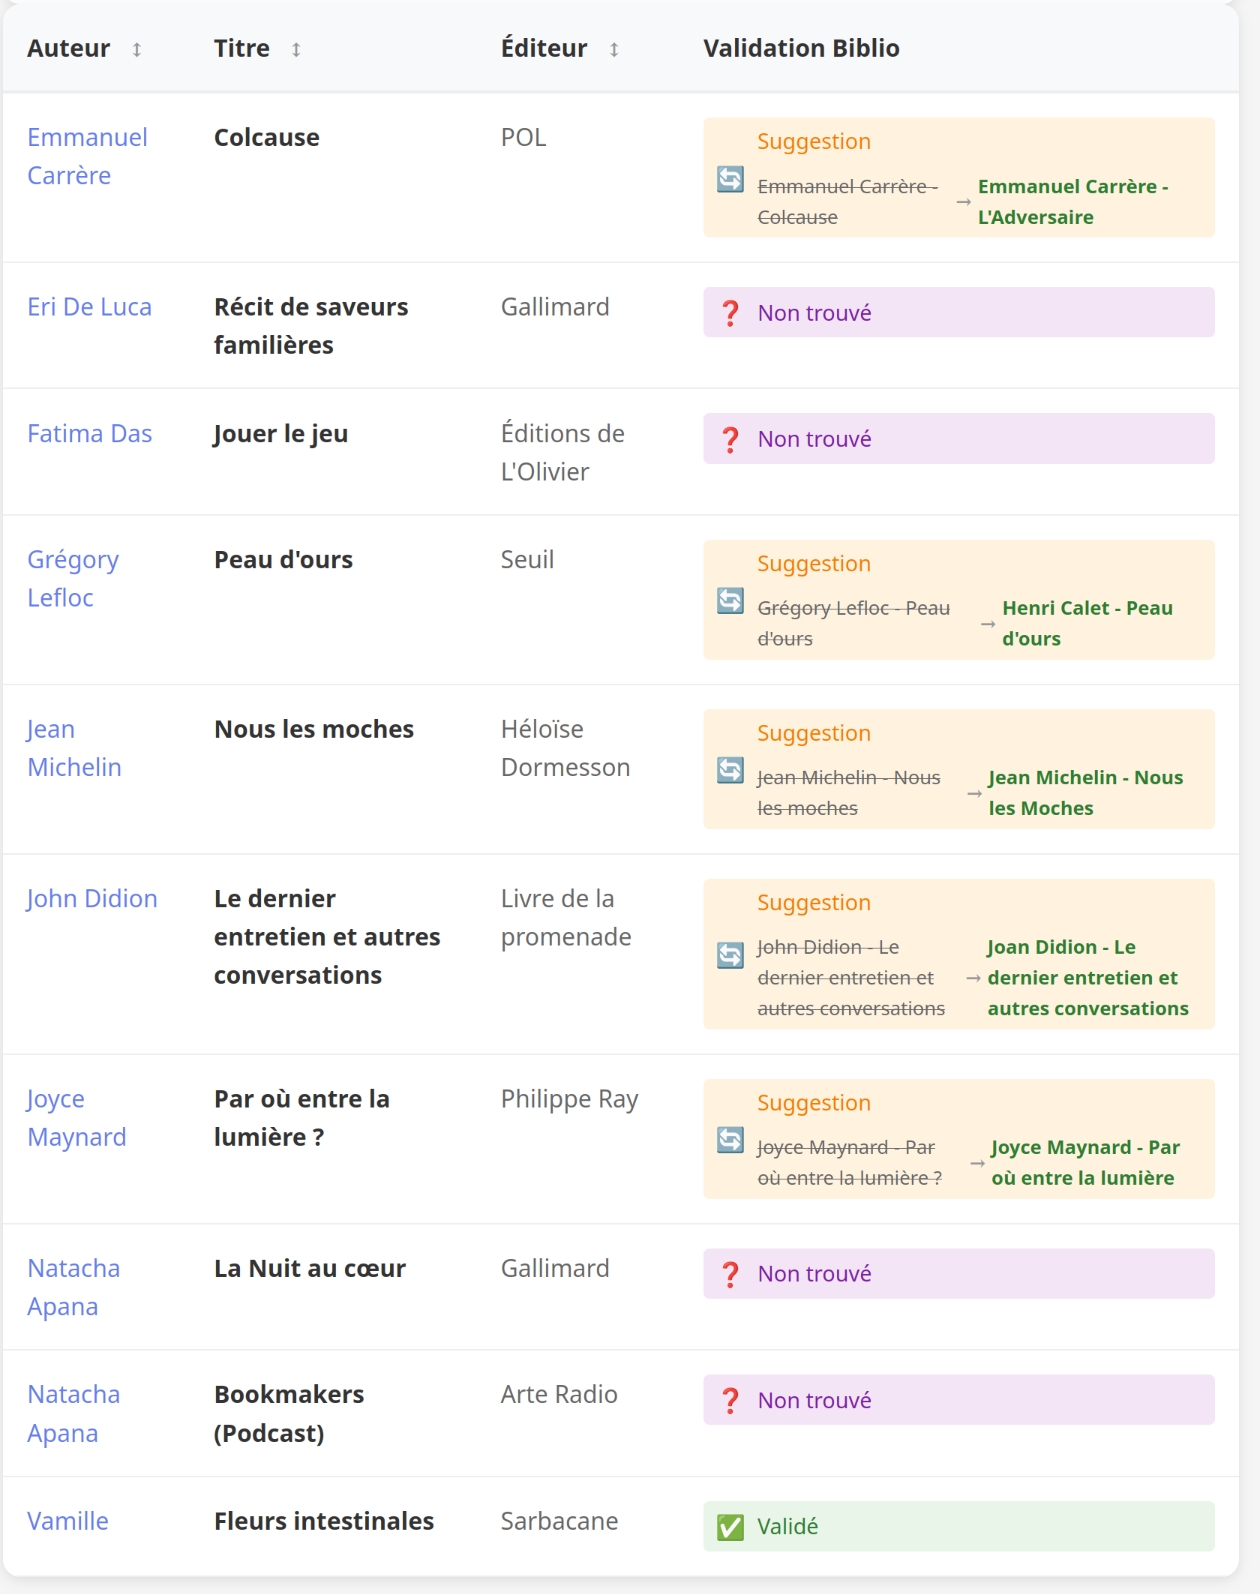 Auteur ↕ Titre ↕ Éditeur ↕ Validation Biblio
Emmanuel
Carrère
Colcause
POL
Suggestion
Emmanuel Carrère -
Colcause
→
Emmanuel Carrère -
L'Adversaire
Eri De Luca
Récit de saveurs
familières
Gallimard
Non trouvé
Fatima Das
Jouer le jeu
Éditions de
L'Olivier
Non trouvé
Grégory
Lefloc
Peau d'ours
Seuil
Suggestion
Grégory Lefloc - Peau
d'ours
→
Henri Calet - Peau
d'ours
Jean
Michelin
Nous les moches
Héloïse
Dormesson
Suggestion
Jean Michelin - Nous
les moches
→
Jean Michelin - Nous
les Moches
John Didion
Le dernier
entretien et autres
conversations
Livre de la
promenade
Suggestion
John Didion - Le
dernier entretien et
autres conversations
→
Joan Didion - Le
dernier entretien et
autres conversations
Joyce
Maynard
Par où entre la
lumière ?
Philippe Ray
Suggestion
Joyce Maynard - Par
où entre la lumière ?
→
Joyce Maynard - Par
où entre la lumière
Natacha
Apana
La Nuit au cœur
Gallimard
Non trouvé
Natacha
Apana
Bookmakers
(Podcast)
Arte Radio
Non trouvé
Vamille
Fleurs intestinales
Sarbacane
Validé